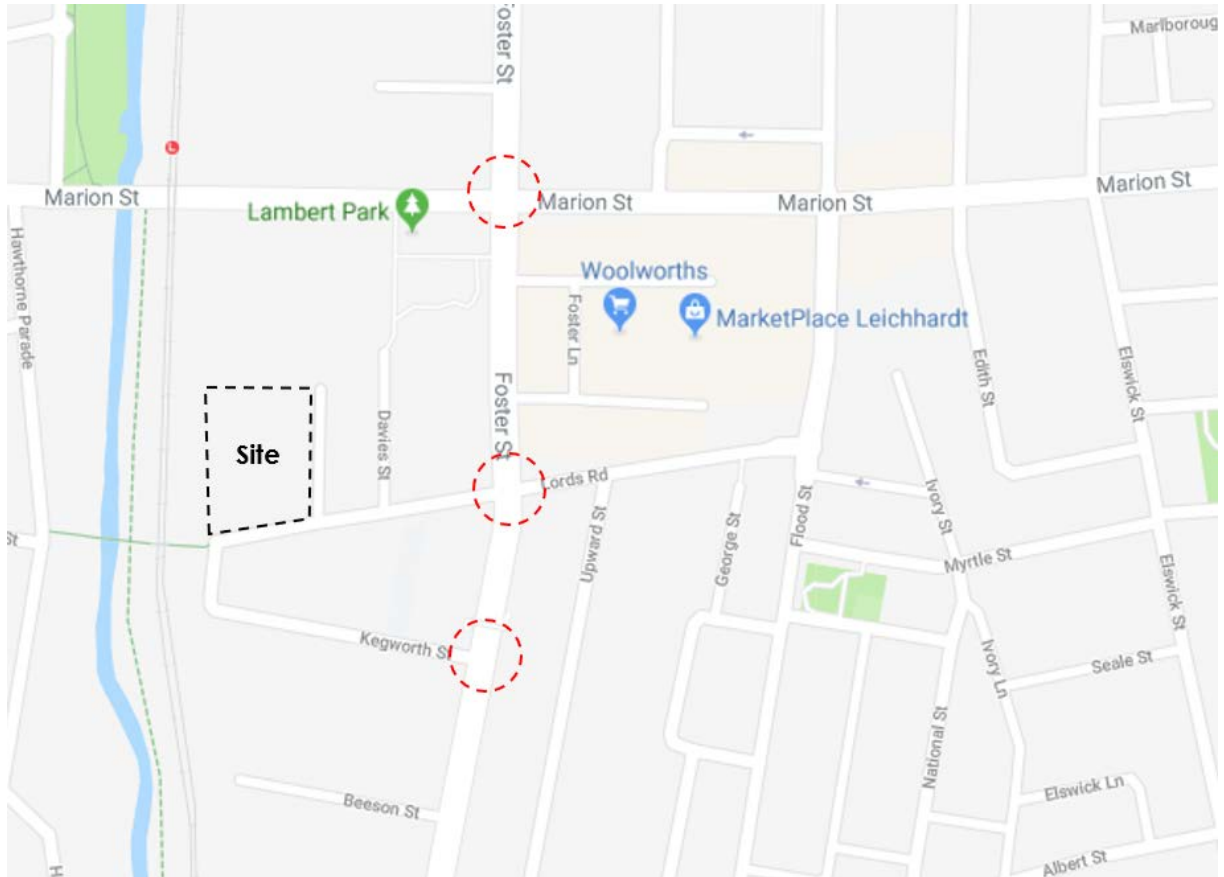 Foster St
Marlboroug
Marion St
Lambert Park
Marion St
Marion St
Marion St
Hawthorne Parade
Woolworths
MarketPlace Leichhardt
Foster Ln
Edith St
Elswick St
Foster St
Davies St
Site
Lords Rd
Ivory St
Upward St
George St
Flood St
St
Myrtle St
Elswick St
Kegworth St
Ivory Ln
Seale St
National St
Beeson St
Elswick Ln
Albert St
H